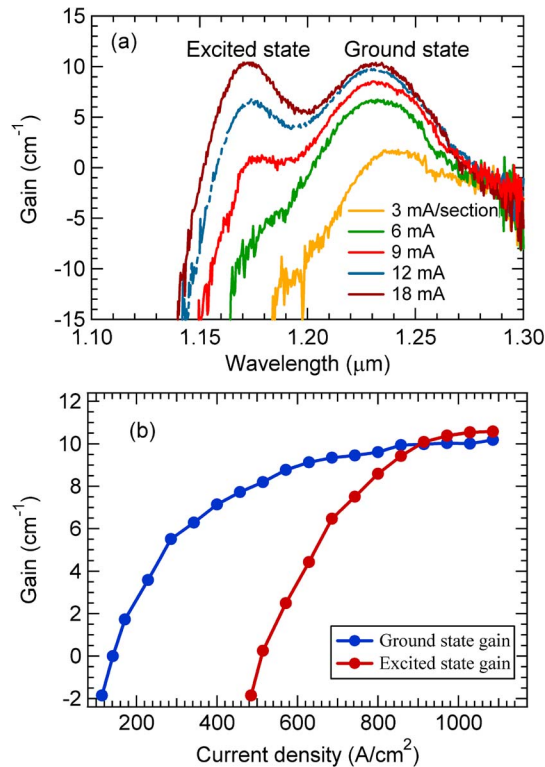 (a)
Excited state
Ground state
15
10
5
0
-5
-10
-15
Gain (cm⁻¹)
3 mA/section
6 mA
9 mA
12 mA
18 mA
1.10
1.15
1.20
1.25
1.30
Wavelength (μm)
(b)
12
10
8
6
4
2
0
-2
Gain (cm⁻¹)
Ground state gain
Excited state gain
200
400
600
800
1000
Current density (A/cm²)